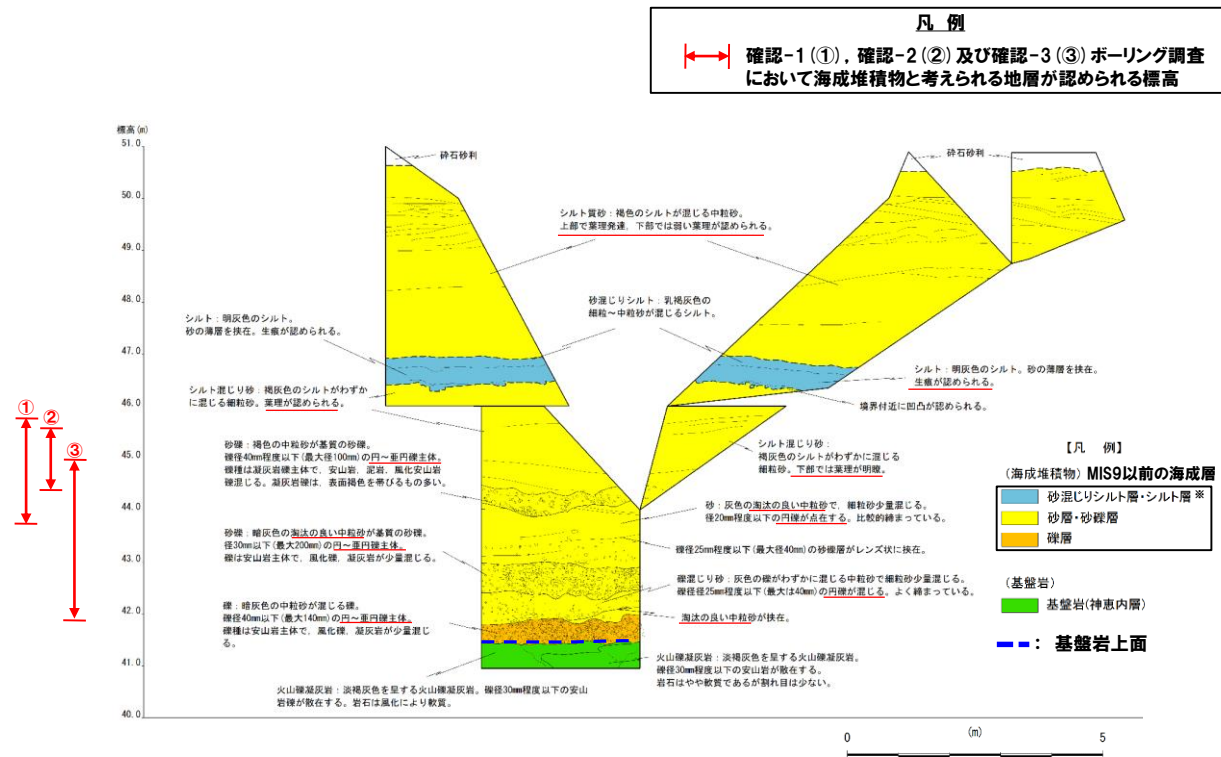 凡 例
確認-1(①),確認-2(②)及び確認-3(③)ボーリング調査
において海成堆積物と考えられる地層が認められる標高
標高(m)
51.0
50.0
49.0
48.0
47.0
46.0
45.0
44.0
43.0
42.0
41.0
40.0
①
②
③
砕石砂利
砕石砂利
シルト質砂:褐色のシルトが混じる中粒砂。
上部で葉理発達,下部では弱い葉理が認められる。
砂混じりシルト:乳褐灰色の
細粒～中粒砂が混じるシルト。
シルト:明灰色のシルト。
砂の薄層を挟在。生痕が認められる。
シルト混じり砂:褐灰色のシルトがわずか
に混じる細粒砂。葉理が認められる。
シルト:明灰色のシルト。砂の薄層を挟在。
生痕が認められる。
境界付近に凹凸が認められる。
砂礫:褐色の中粒砂が基質の砂礫。
礫径40mm程度以下(最大径100mm)の円～亜円礫主体。
礫種は凝灰岩礫主体で,安山岩,泥岩,風化安山岩
礫混じる。凝灰岩礫は,表面褐色を帯びるもの多い。
シルト混じり砂:
褐灰色のシルトがわずかに混じる
細粒砂。下部では葉理が明瞭。
砂:灰色の淘汰の良い中粒砂で,細粒砂少量混じる。
径20mm程度以下の円礫が点在する。比較的締まっている。
砂礫:暗灰色の淘汰の良い中粒砂が基質の砂礫。
径30mm以下(最大200mm)の円～亜円礫主体。
礫は安山岩主体で,風化礫,凝灰岩が少量混じる。
礫径25mm程度以下(最大径40mm)の砂礫層がレンズ状に挟在。
礫混じり砂:灰色の礫がわずかに混じる中粒砂で細粒砂少量混じる。
礫径径25mm程度以下(最大は40mm)の円礫が混じる。よく締まっている。
礫:暗灰色の中粒砂が混じる礫。
礫径40mm以下(最大140mm)の円～亜円礫主体。
礫種は安山岩主体で,風化礫,凝灰岩が少量混じ
る。
淘汰の良い中粒砂が挟在。
火山礫凝灰岩:淡褐灰色を呈する火山礫凝灰岩。
礫径30mm程度以下の安山岩が散在する。
岩石はやや軟質であるが割れ目は少ない。
火山礫凝灰岩:淡褐灰色を呈する火山礫凝灰岩。礫径30mm程度以下の安山
岩礫が散在する。岩石は風化により軟質。
【凡 例】
(海成堆積物) MIS9以前の海成層
砂混じりシルト層・シルト層※
砂層・砂礫層
礫層
(基盤岩)
基盤岩(神恵内層)
: 基盤岩上面
0
(m)
5